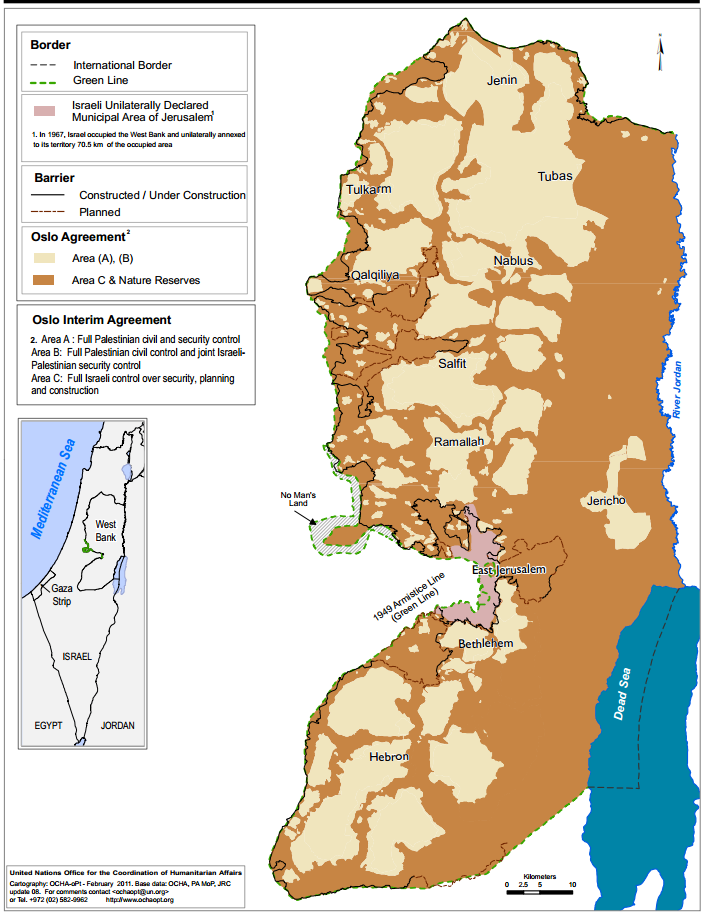 Border
International Border
Green Line
Israeli Unilaterally Declared
Municipal Area of Jerusalem1
1. In 1967, Israel occupied the West Bank and unilaterally annexed
to its territory 70.5 km of the occupied area
Barrier
Constructed / Under Construction
Planned
Oslo Agreement2
Area (A), (B)
Area C & Nature Reserves
Oslo Interim Agreement
2. Area A : Full Palestinian civil and security control
Area B: Full Palestinian civil control and joint Israeli-
Palestinian security control
Area C: Full Israeli control over security, planning
and construction
Mediterranean Sea
West
Bank
Gaza
Strip
ISRAEL
EGYPT
JORDAN
N
Jenin
Tubas
Tulkarm
Nablus
Qalqiliya
Salfit
River Jordan
Ramallah
Jericho
No Man's
Land
East Jerusalem
1949 Armistice Line
(Green Line)
Bethlehem
Dead Sea
Hebron
Kilometers
0 2.5 5 10
United Nations Office for the Coordination of Humanitarian Affairs
Cartography: OCHA-oPt - February 2011. Base data: OCHA, PA MoP, JRC
update 08. For comments contact <ochaopt@un.org>
or Tel. +972 (02) 582-9962 http://www.ochaopt.org